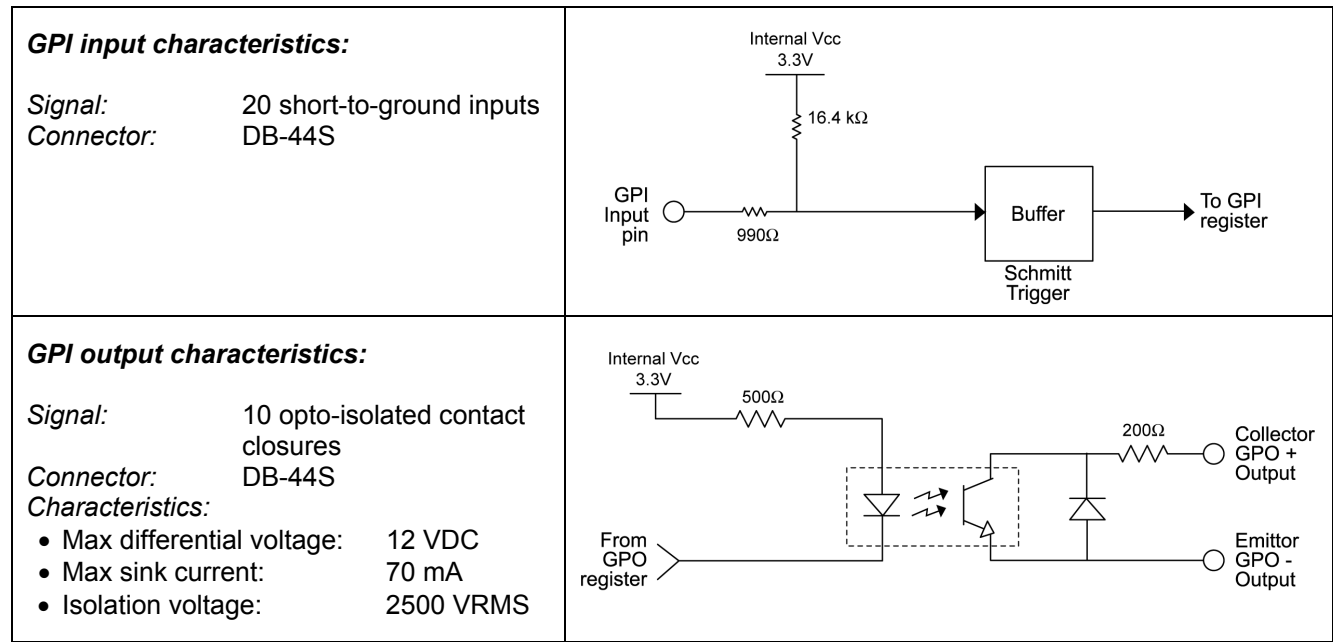 GPI input characteristics:
Signal: 20 short-to-ground inputs
Connector: DB-44S
Internal Vcc
3.3V
16.4 kΩ
GPI
Input
pin
990Ω
Buffer
Schmitt
Trigger
To GPI
register
GPI output characteristics:
Signal: 10 opto-isolated contact
closures
Connector: DB-44S
Characteristics:
• Max differential voltage: 12 VDC
• Max sink current: 70 mA
• Isolation voltage: 2500 VRMS
Internal Vcc
3.3V
500Ω
200Ω
Collector
GPO +
Output
From
GPO
register
Emittor
GPO -
Output